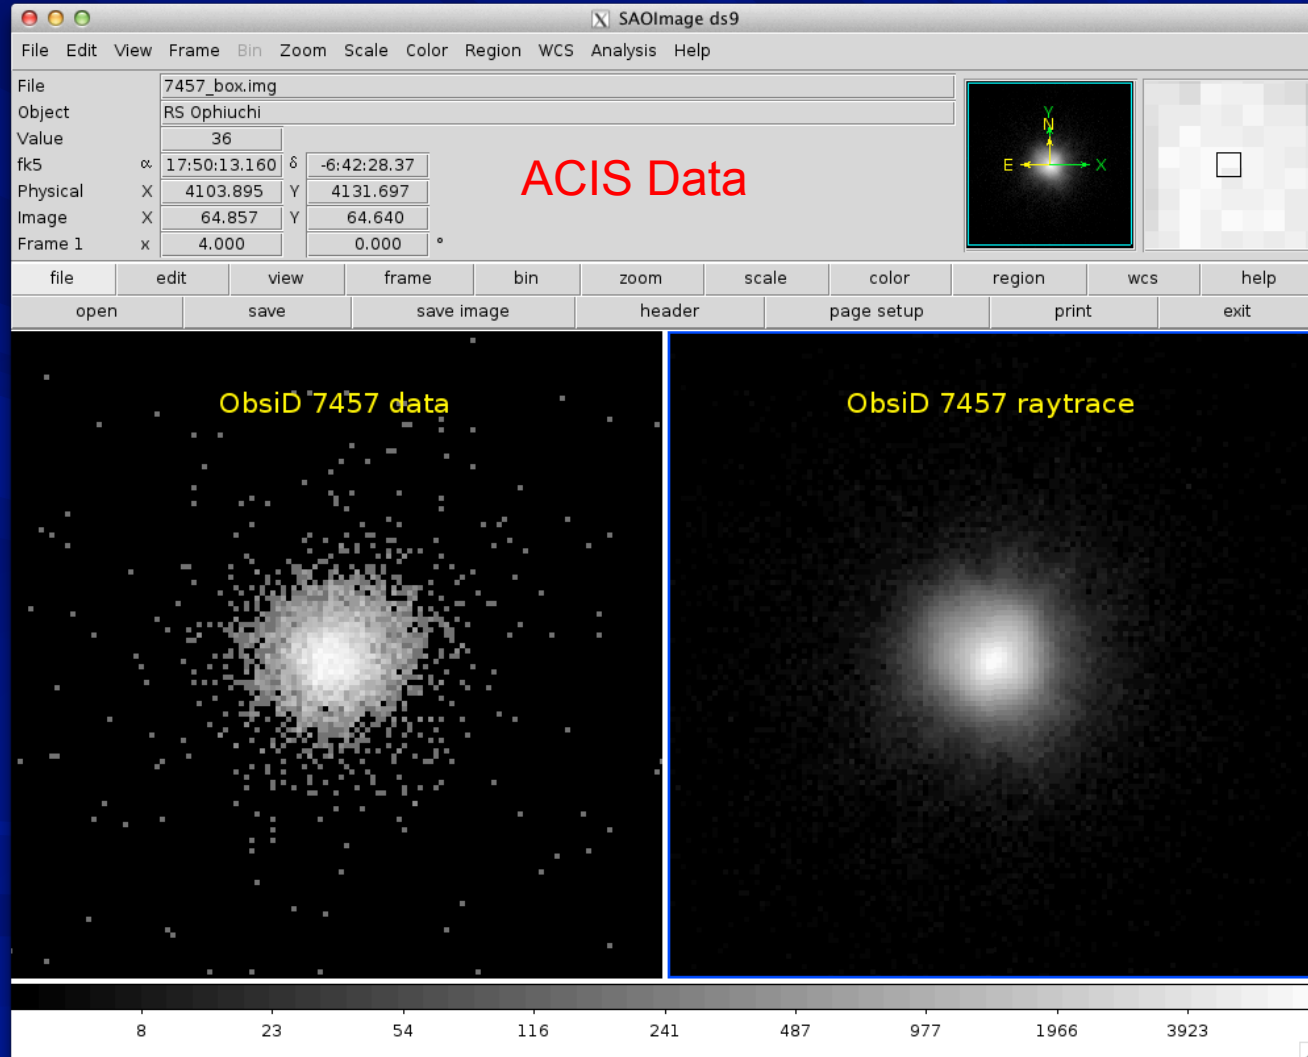 X SAOImage ds9
File Edit View Frame Bin Zoom Scale Color Region WCS Analysis Help
File 7457_box.img
Object RS Ophiuchi
Value 36
fk5 α 17:50:13.160 δ -6:42:28.37
Physical X 4103.895 Y 4131.697
Image X 64.857 Y 64.640
Frame 1 x 4.000 0.000 °
ACIS Data
Y
N
E X
file edit view frame bin zoom scale color region wcs help
open save save image header page setup print exit
ObsiD 7457 data
ObsiD 7457 raytrace
8 23 54 116 241 487 977 1966 3923